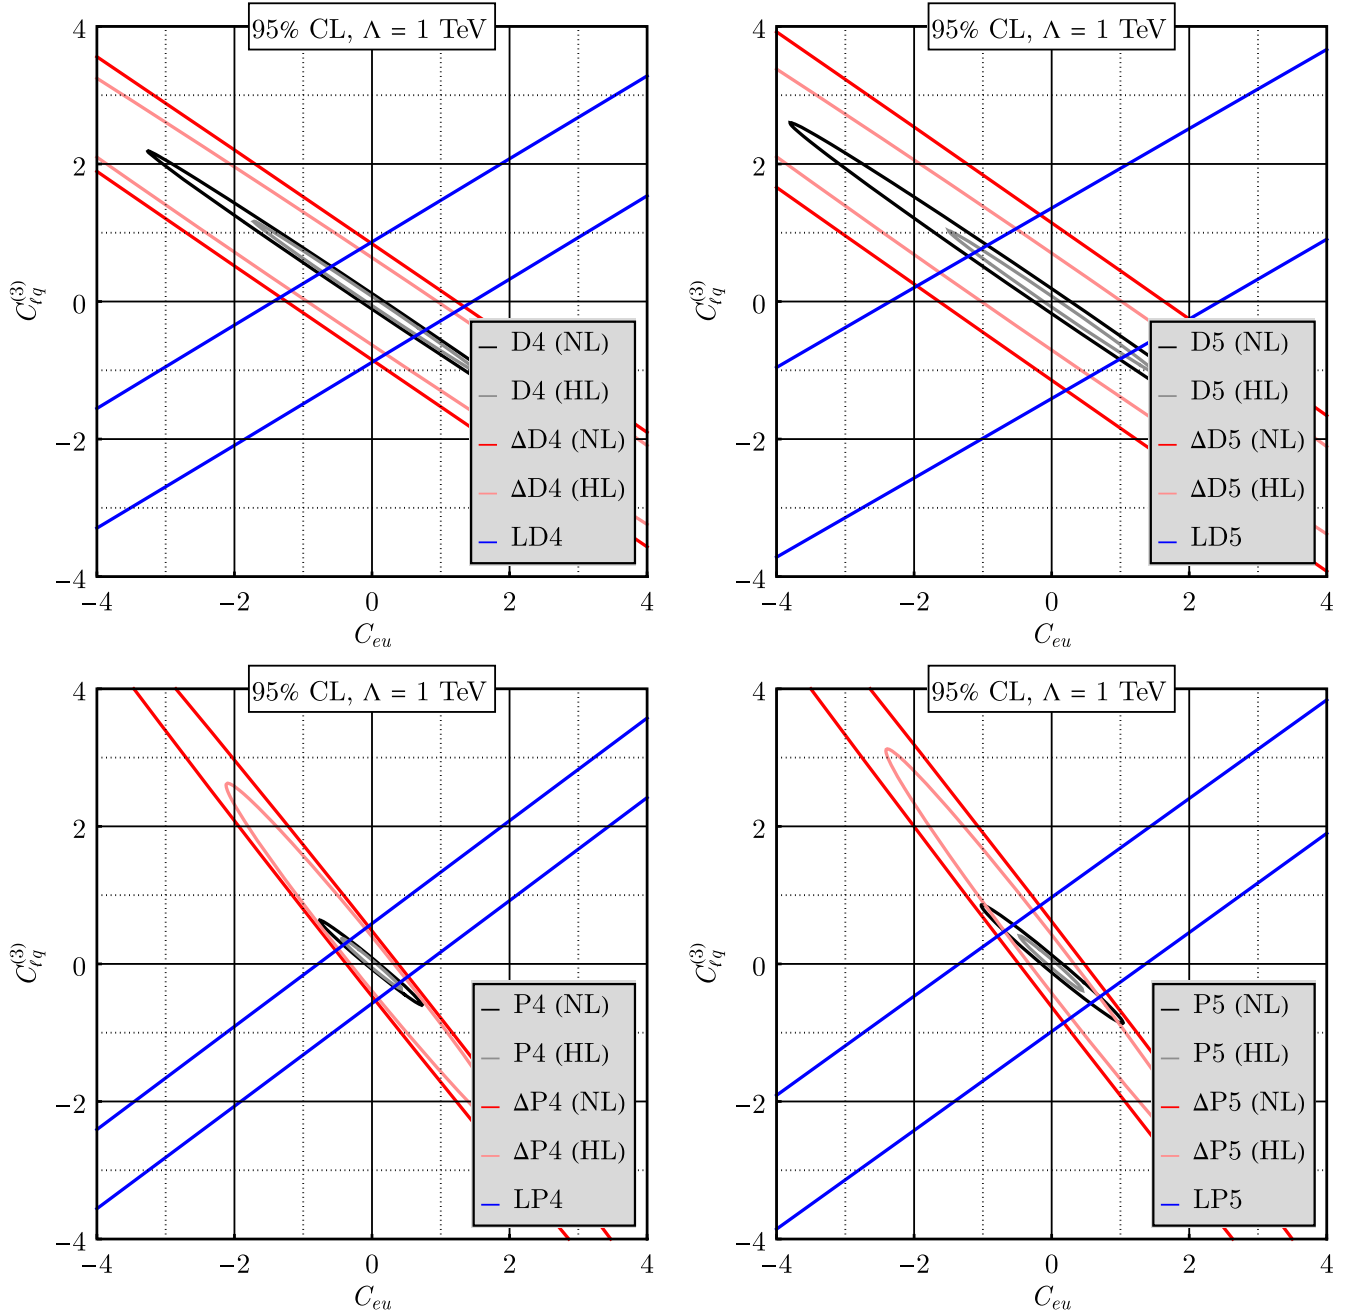 95% CL, Λ = 1 TeV
4
2
0
−2
−4
C_{ℓq}^{(3)}
D4 (NL)
D4 (HL)
ΔD4 (NL)
ΔD4 (HL)
LD4
−4 −2 0 2 4
C_{eu}
95% CL, Λ = 1 TeV
4
2
0
−2
−4
C_{ℓq}^{(3)}
D5 (NL)
D5 (HL)
ΔD5 (NL)
ΔD5 (HL)
LD5
−4 −2 0 2 4
C_{eu}
95% CL, Λ = 1 TeV
4
2
0
−2
−4
C_{ℓq}^{(3)}
P4 (NL)
P4 (HL)
ΔP4 (NL)
ΔP4 (HL)
LP4
−4 −2 0 2 4
C_{eu}
95% CL, Λ = 1 TeV
4
2
0
−2
−4
C_{ℓq}^{(3)}
P5 (NL)
P5 (HL)
ΔP5 (NL)
ΔP5 (HL)
LP5
−4 −2 0 2 4
C_{eu}